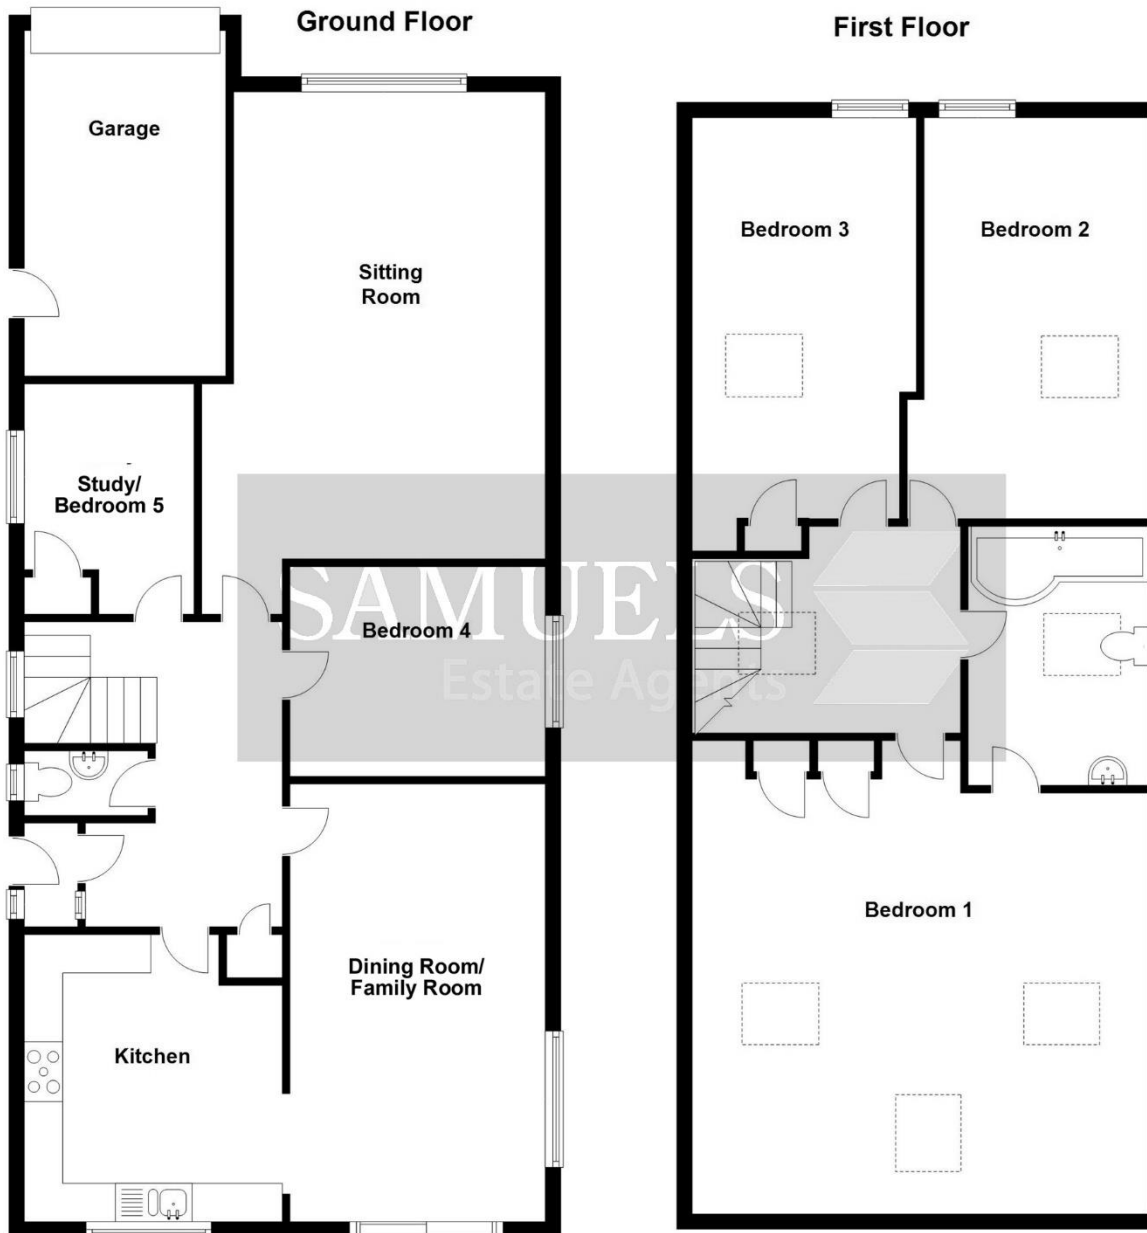 Ground Floor
First Floor
Garage
Sitting
Room
Study/
Bedroom 5
Bedroom 4
Dining Room/
Family Room
Kitchen
Bedroom 3
Bedroom 2
Bedroom 1
SAMUELS
Estate Agents